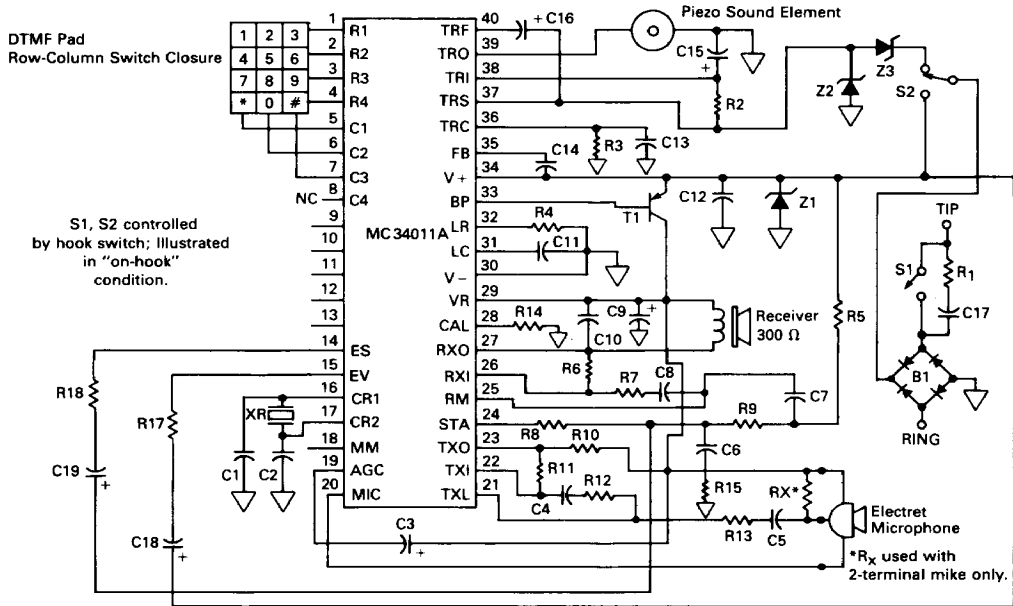 DTMF Pad
Row-Column Switch Closure
1 2 3
4 5 6
7 8 9
* 0 #
S1, S2 controlled
by hook switch; Illustrated
in "on-hook"
condition.
NC
MC34011A
1 R1
2 R2
3 R3
4 R4
5 C1
6 C2
7 C3
8 C4
9
10
11
12
13
14 ES
15 EV
16 CR1
17 CR2
18 MM
19 AGC
20 MIC
TRF 40
TRO 39
TRI 38
TRS 37
TRC 36
FB 35
V+ 34
BP 33
LR 32
LC 31
V- 30
VR 29
CAL 28
RXO 27
RXI 26
RM 25
STA 24
TXO 23
TXI 22
TXL 21
+ C16
Piezo Sound Element
C15
+
R2
Z2
Z3
S2
R3
C13
C14
T1
C12
Z1
R4
C11
TIP
S1
R1
C17
B1
RING
R14
C10
C9 +
Receiver
300 Ω
R5
R6
R7
C8
C7
R8
R9
R10
C6
R11
R12
C4
R15
R13
C5
RX*
Electret
Microphone
*RX used with
2-terminal mike only.
R18
R17
XR
C1
C2
C19
+
C18
+
C3
+